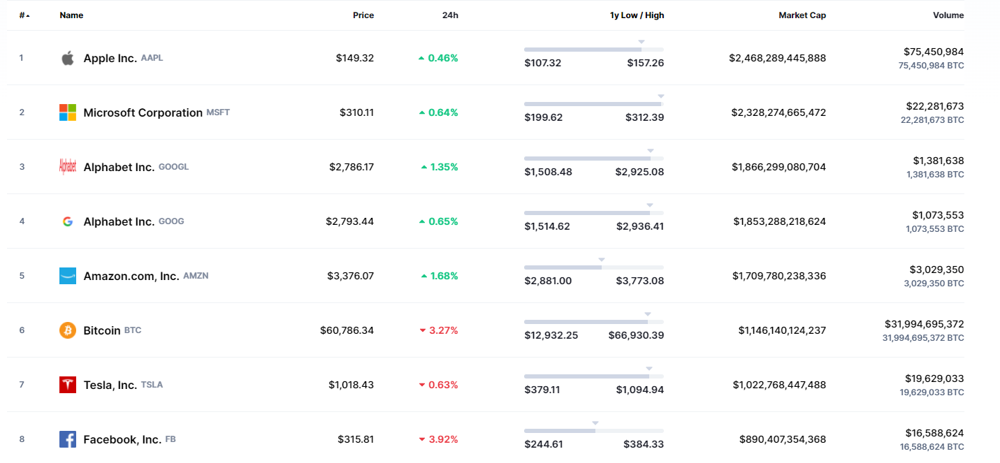 # Name Price 24h 1y Low / High Market Cap Volume
1 Apple Inc. AAPL $149.32 0.46% $107.32 $157.26 $2,468,289,445,888 $75,450,984
75,450,984 BTC
2 Microsoft Corporation MSFT $310.11 0.64% $199.62 $312.39 $2,328,274,665,472 $22,281,673
22,281,673 BTC
3 Alphabet Alphabet Inc. GOOGL $2,786.17 1.35% $1,508.48 $2,925.08 $1,866,299,080,704 $1,381,638
1,381,638 BTC
4 Alphabet Inc. GOOG $2,793.44 0.65% $1,514.62 $2,936.41 $1,853,288,218,624 $1,073,553
1,073,553 BTC
5 Amazon.com, Inc. AMZN $3,376.07 1.68% $2,881.00 $3,773.08 $1,709,780,238,336 $3,029,350
3,029,350 BTC
6 Bitcoin BTC $60,786.34 3.27% $12,932.25 $66,930.39 $1,146,140,124,237 $31,994,695,372
31,994,695,372 BTC
7 Tesla, Inc. TSLA $1,018.43 0.63% $379.11 $1,094.94 $1,022,768,447,488 $19,629,033
19,629,033 BTC
8 Facebook, Inc. FB $315.81 3.92% $244.61 $384.33 $890,407,354,368 $16,588,624
16,588,624 BTC